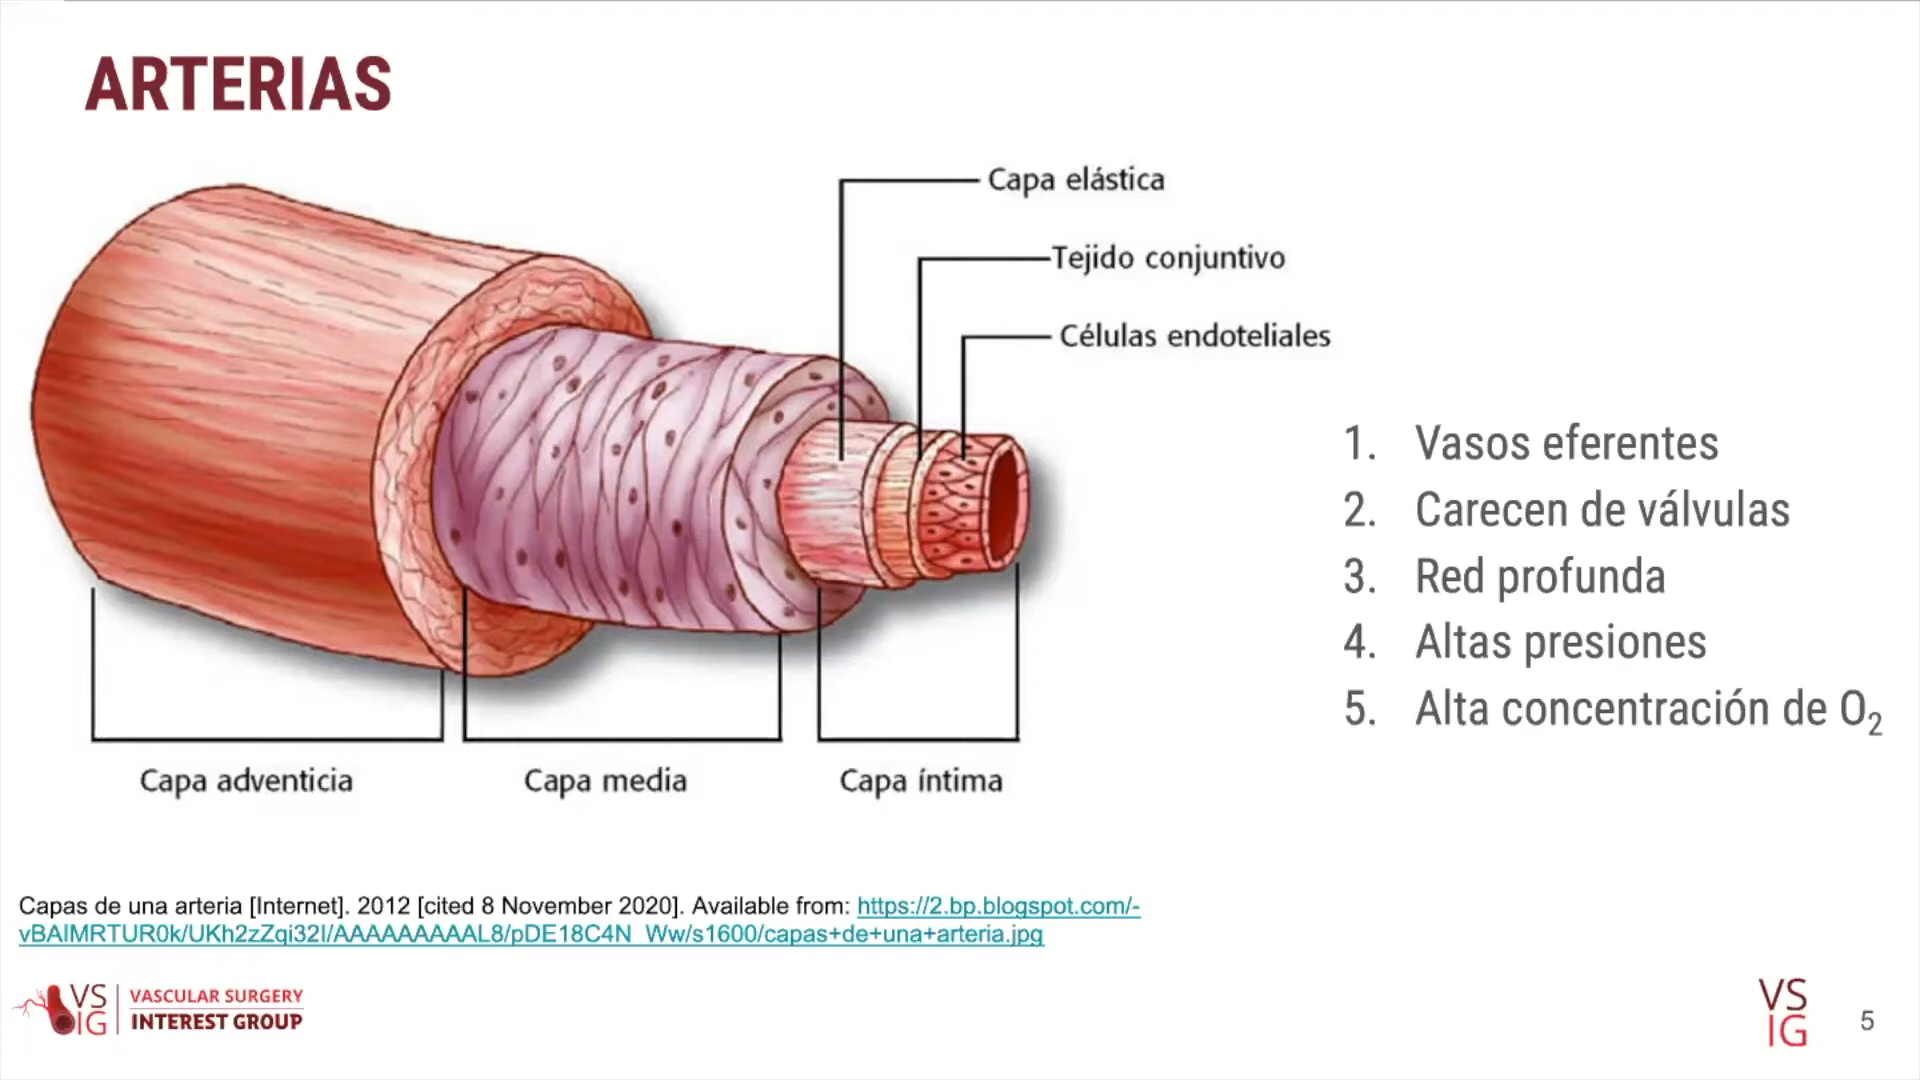 ARTERIAS
Capa elástica
Tejido conjuntivo
Células endoteliales
Capa adventicia
Capa media
Capa íntima
1. Vasos eferentes
2. Carecen de válvulas
3. Red profunda
4. Altas presiones
5. Alta concentración de O₂
Capas de una arteria [Internet]. 2012 [cited 8 November 2020]. Available from: https://2.bp.blogspot.com/-
vBAIMRTUR0k/UKh2zZqi32I/AAAAAAAAAL8/pDE18C4N_Ww/s1600/capas+de+una+arteria.jpg
VS
IG
VASCULAR SURGERY
INTEREST GROUP
VS
IG
5